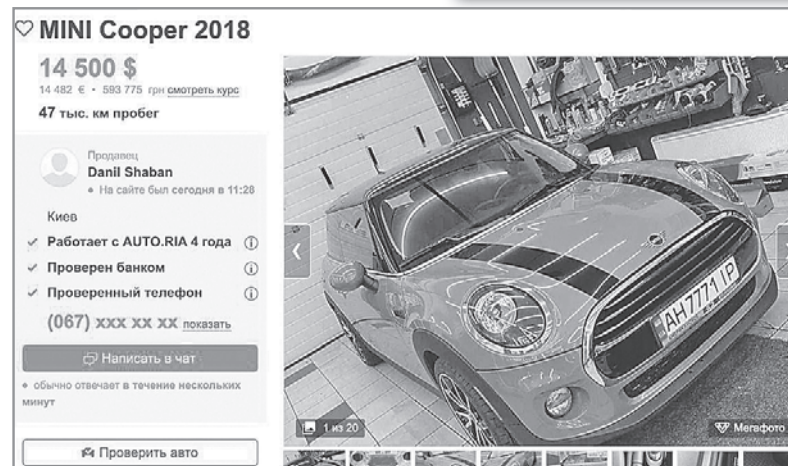 MINI Cooper 2018
14 500 $
14 482 € • 593 775 грн смотреть курс
47 тыс. км пробег
Продавец
Danil Shaban
• На сайте был сегодня в 11:28
Киев
Работает с AUTO.RIA 4 года
Проверен банком
Проверенный телефон
(067) xxx xx xx показать
Написать в чат
• обычно отвечает в течение нескольких
минут
Проверить авто
AH7771IP
1 из 20
Мегафото